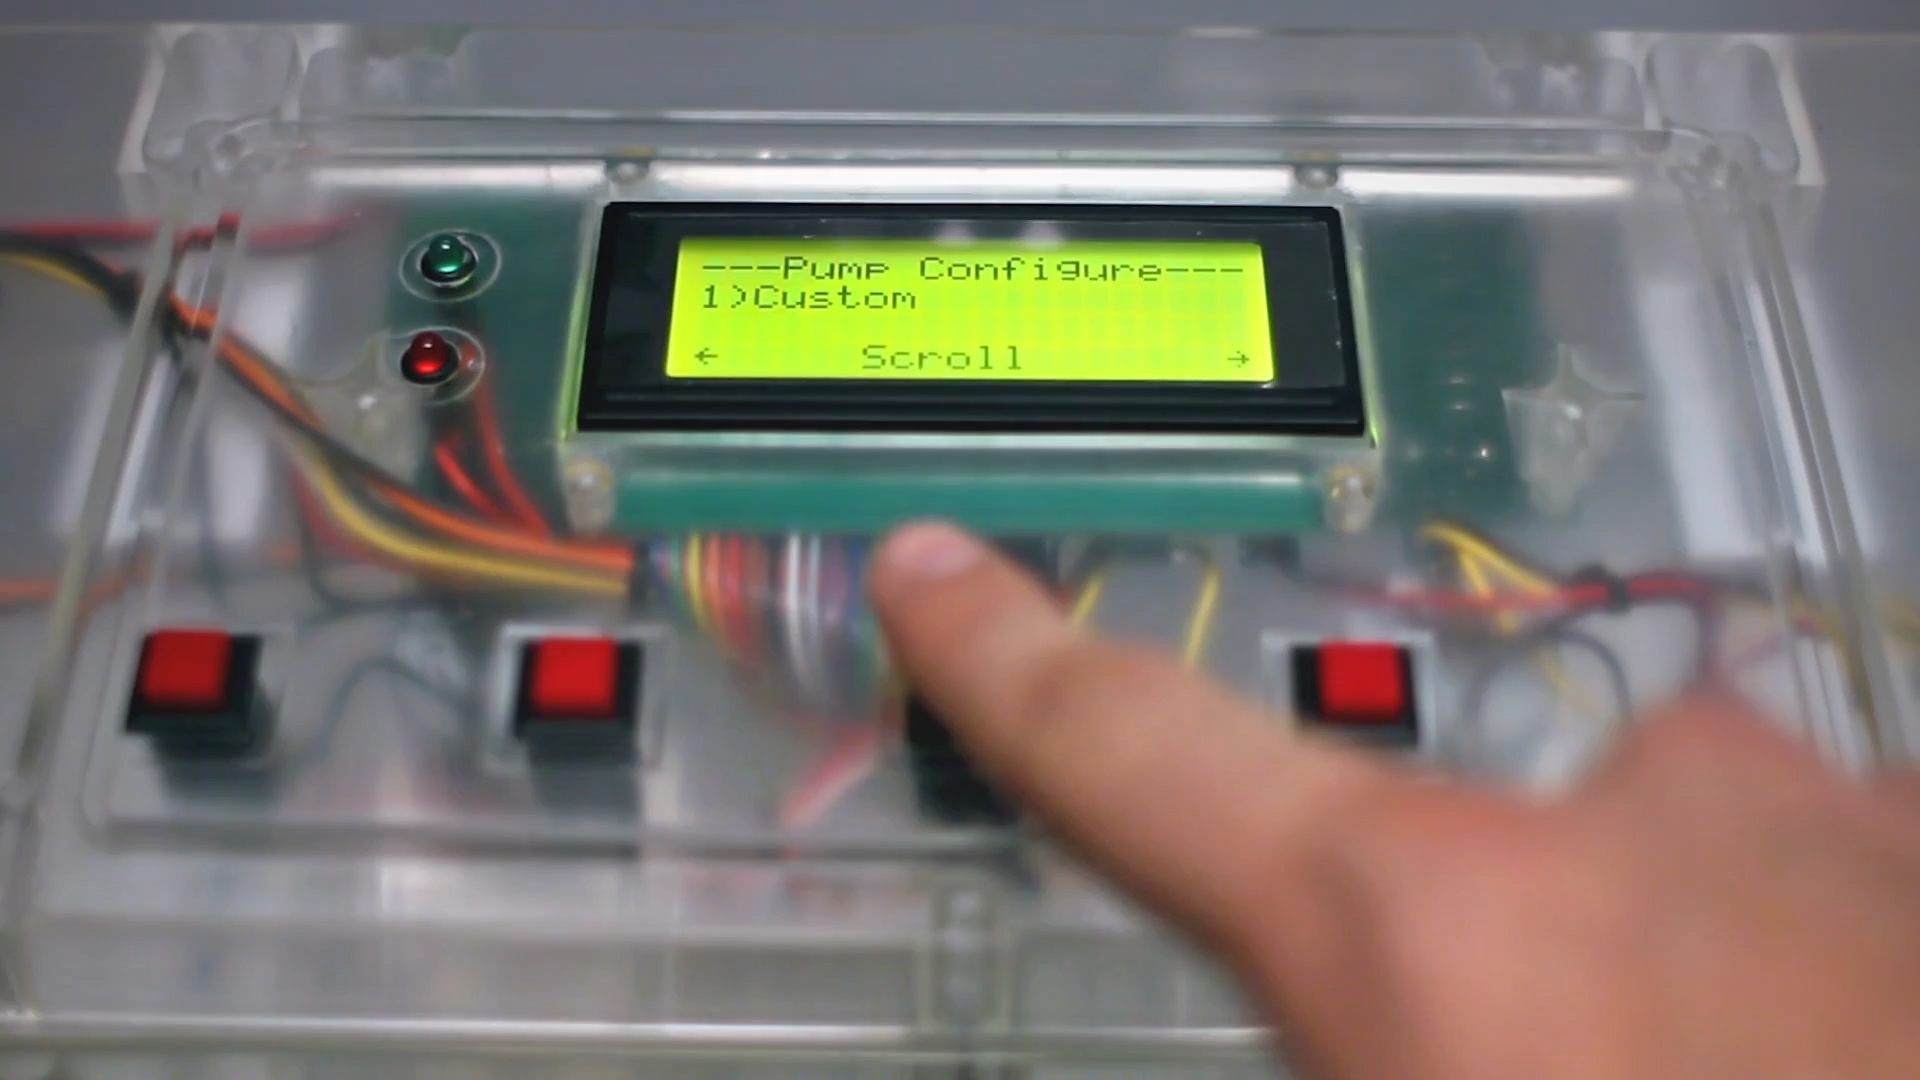 ---Pump Configure---
1)Custom
← Scroll →